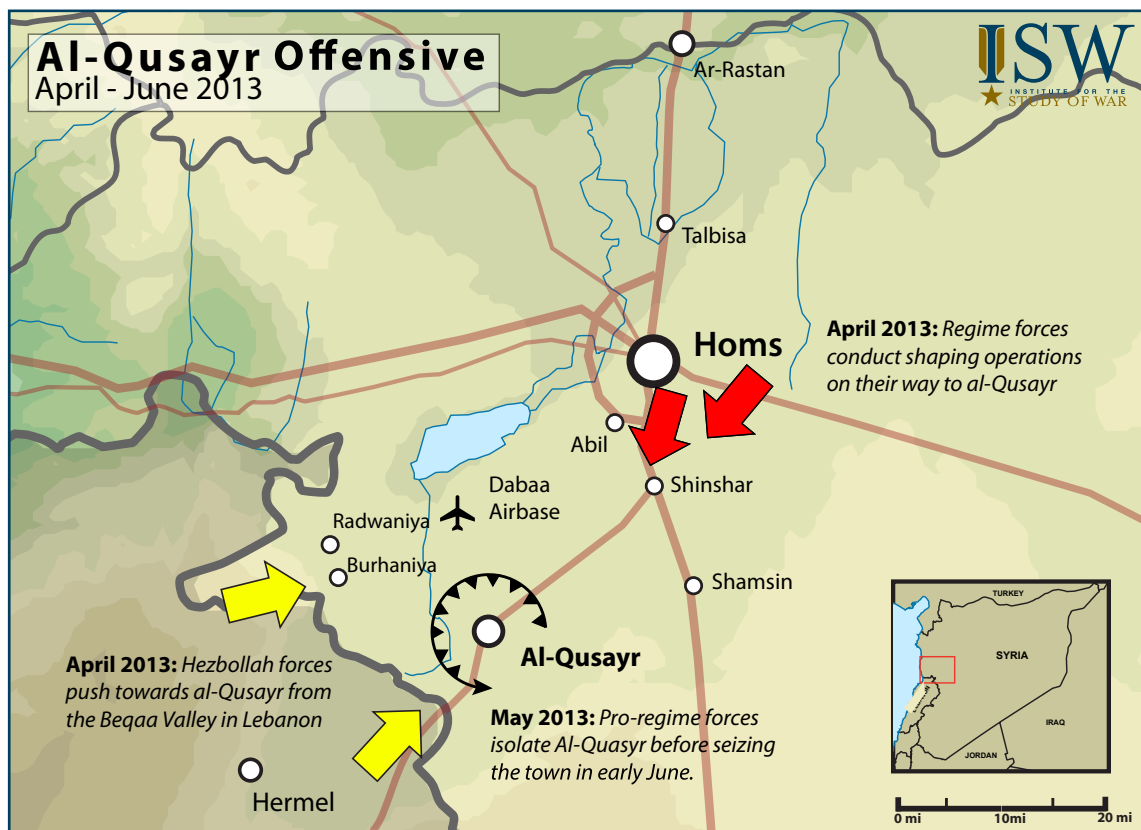 Al-Qusayr Offensive
April - June 2013
ISW
INSTITUTE FOR THE
STUDY OF WAR
Ar-Rastan
Talbisa
Homs
April 2013: Regime forces
conduct shaping operations
on their way to al-Qusayr
Abil
Shinshar
Dabaa
Airbase
Radwaniya
Burhaniya
Shamsin
Al-Qusayr
April 2013: Hezbollah forces
push towards al-Qusayr from
the Beqaa Valley in Lebanon
May 2013: Pro-regime forces
isolate Al-Quasyr before seizing
the town in early June.
Hermel
TURKEY
SYRIA
IRAQ
JORDAN
0 mi
10mi
20 mi